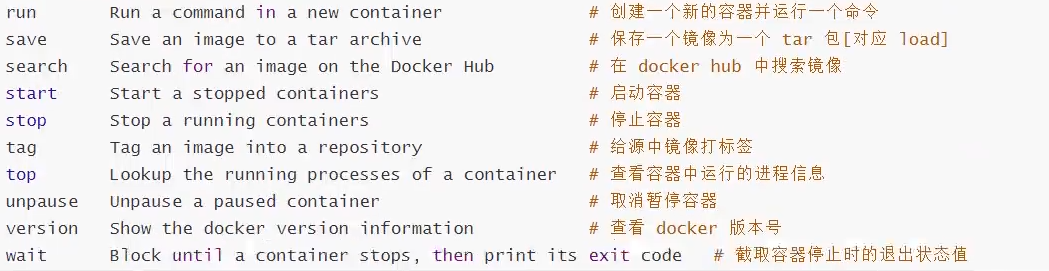 run Run a command in a new container # 创建一个新的容器并运行一个命令
save Save an image to a tar archive # 保存一个镜像为一个 tar 包[对应 load]
search Search for an image on the Docker Hub # 在 docker hub 中搜索镜像
start Start a stopped containers # 启动容器
stop Stop a running containers # 停止容器
tag Tag an image into a repository # 给源中镜像打标签
top Lookup the running processes of a container # 查看容器中运行的进程信息
unpause Unpause a paused container # 取消暂停容器
version Show the docker version information # 查看 docker 版本号
wait Block until a container stops, then print its exit code # 截取容器停止时的退出状态值